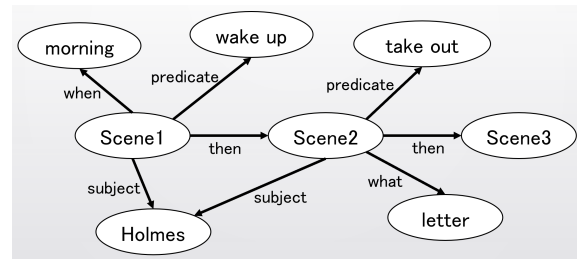 morning
wake up
take out
when
predicate
predicate
Scene1
then
Scene2
then
Scene3
subject
subject
what
Holmes
letter